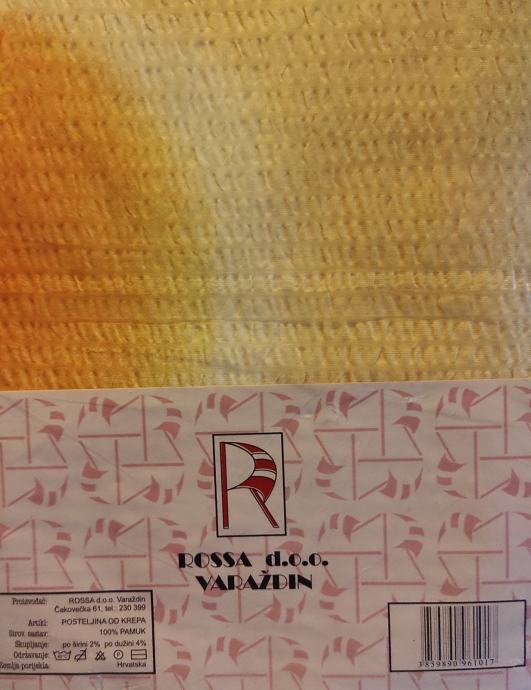 R
ROSSA d.o.o.
VARAŽDIN
Proizvođač: ROSSA d.o.o. Varaždin
Čakovečka 61, tel.: 230 399
Artikl: POSTELJINA OD KREPA
Sirov. sastav: 100% PAMUK
Skupljanje: po širini 2% po dužini 4%
Održavanje: P
Zemlja porijekla: Hrvatska
3859890961017